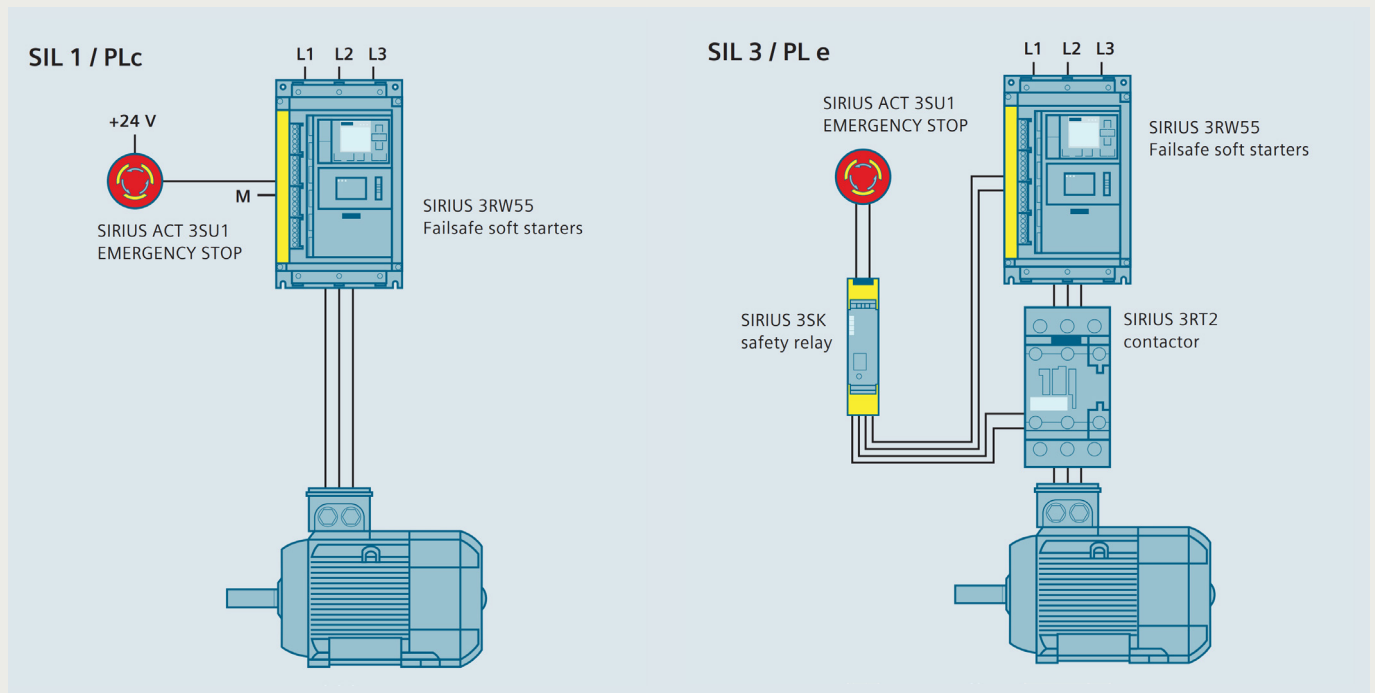 SIL 1 / PLc
L1 L2 L3
+24 V
M
SIRIUS ACT 3SU1
EMERGENCY STOP
SIRIUS 3RW55
Failsafe soft starters
SIL 3 / PL e
L1 L2 L3
SIRIUS ACT 3SU1
EMERGENCY STOP
SIRIUS 3RW55
Failsafe soft starters
SIRIUS 3SK
safety relay
SIRIUS 3RT2
contactor